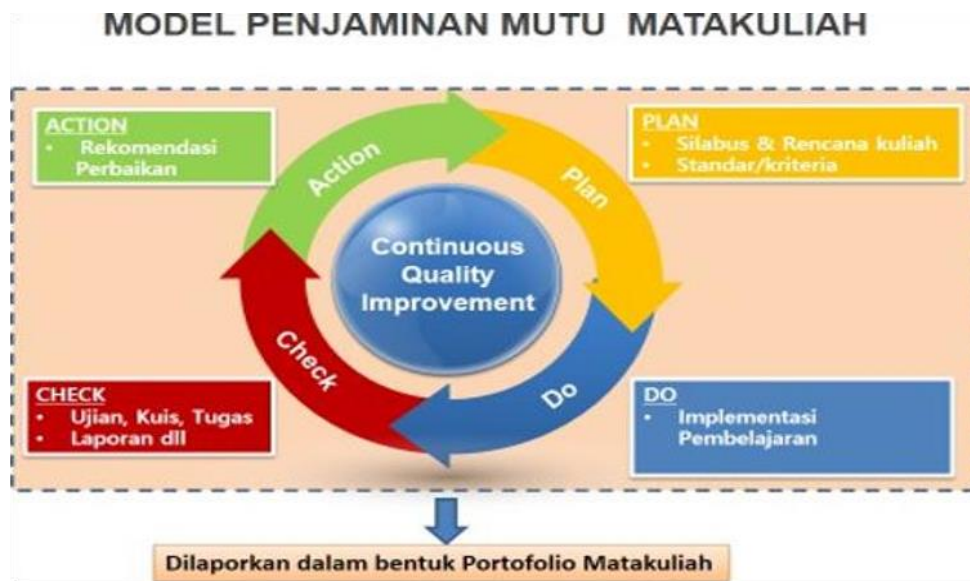 MODEL PENJAMINAN MUTU MATAKULIAH
ACTION
• Rekomendasi
Perbaikan
PLAN
• Silabus & Rencana kuliah
• Standar/kriteria
Action
Plan
Continuous
Quality
Improvement
Check
Do
CHECK
• Ujian, Kuis, Tugas
• Laporan dll
DO
• Implementasi
Pembelajaran
Dilaporkan dalam bentuk Portofolio Matakuliah